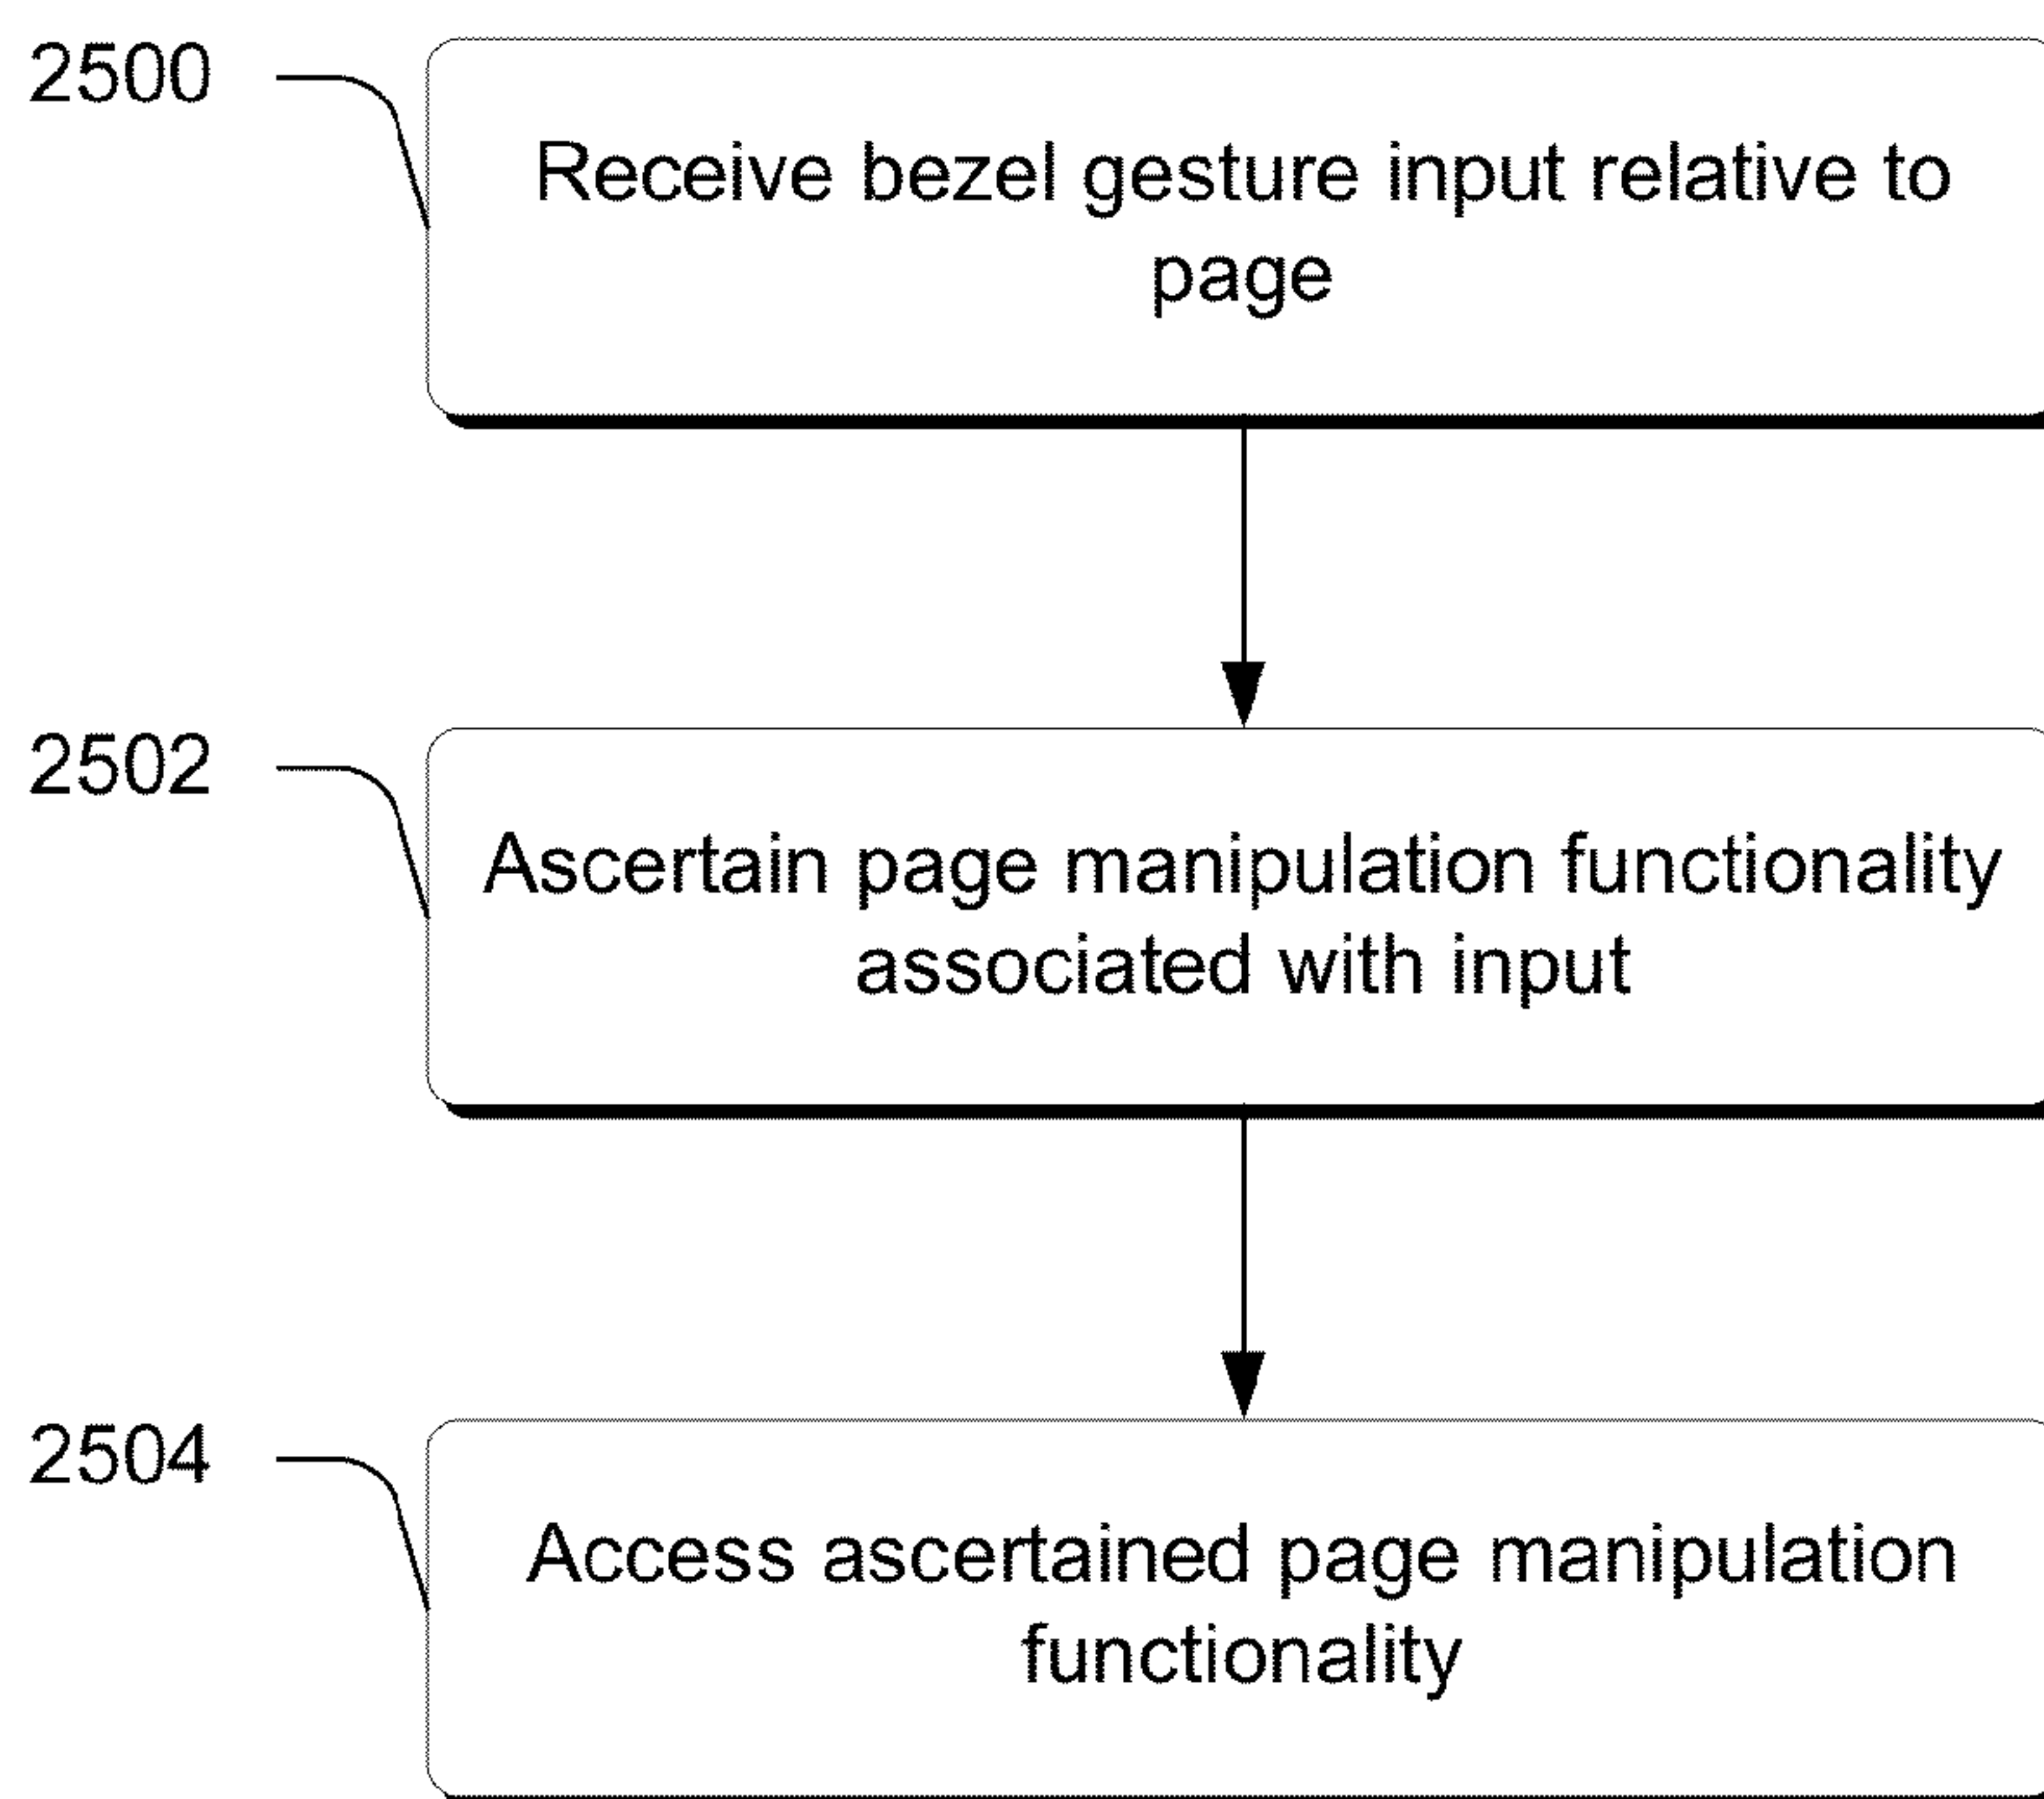 2500
Receive bezel gesture input relative to
page
2502
Ascertain page manipulation functionality
associated with input
2504
Access ascertained page manipulation
functionality